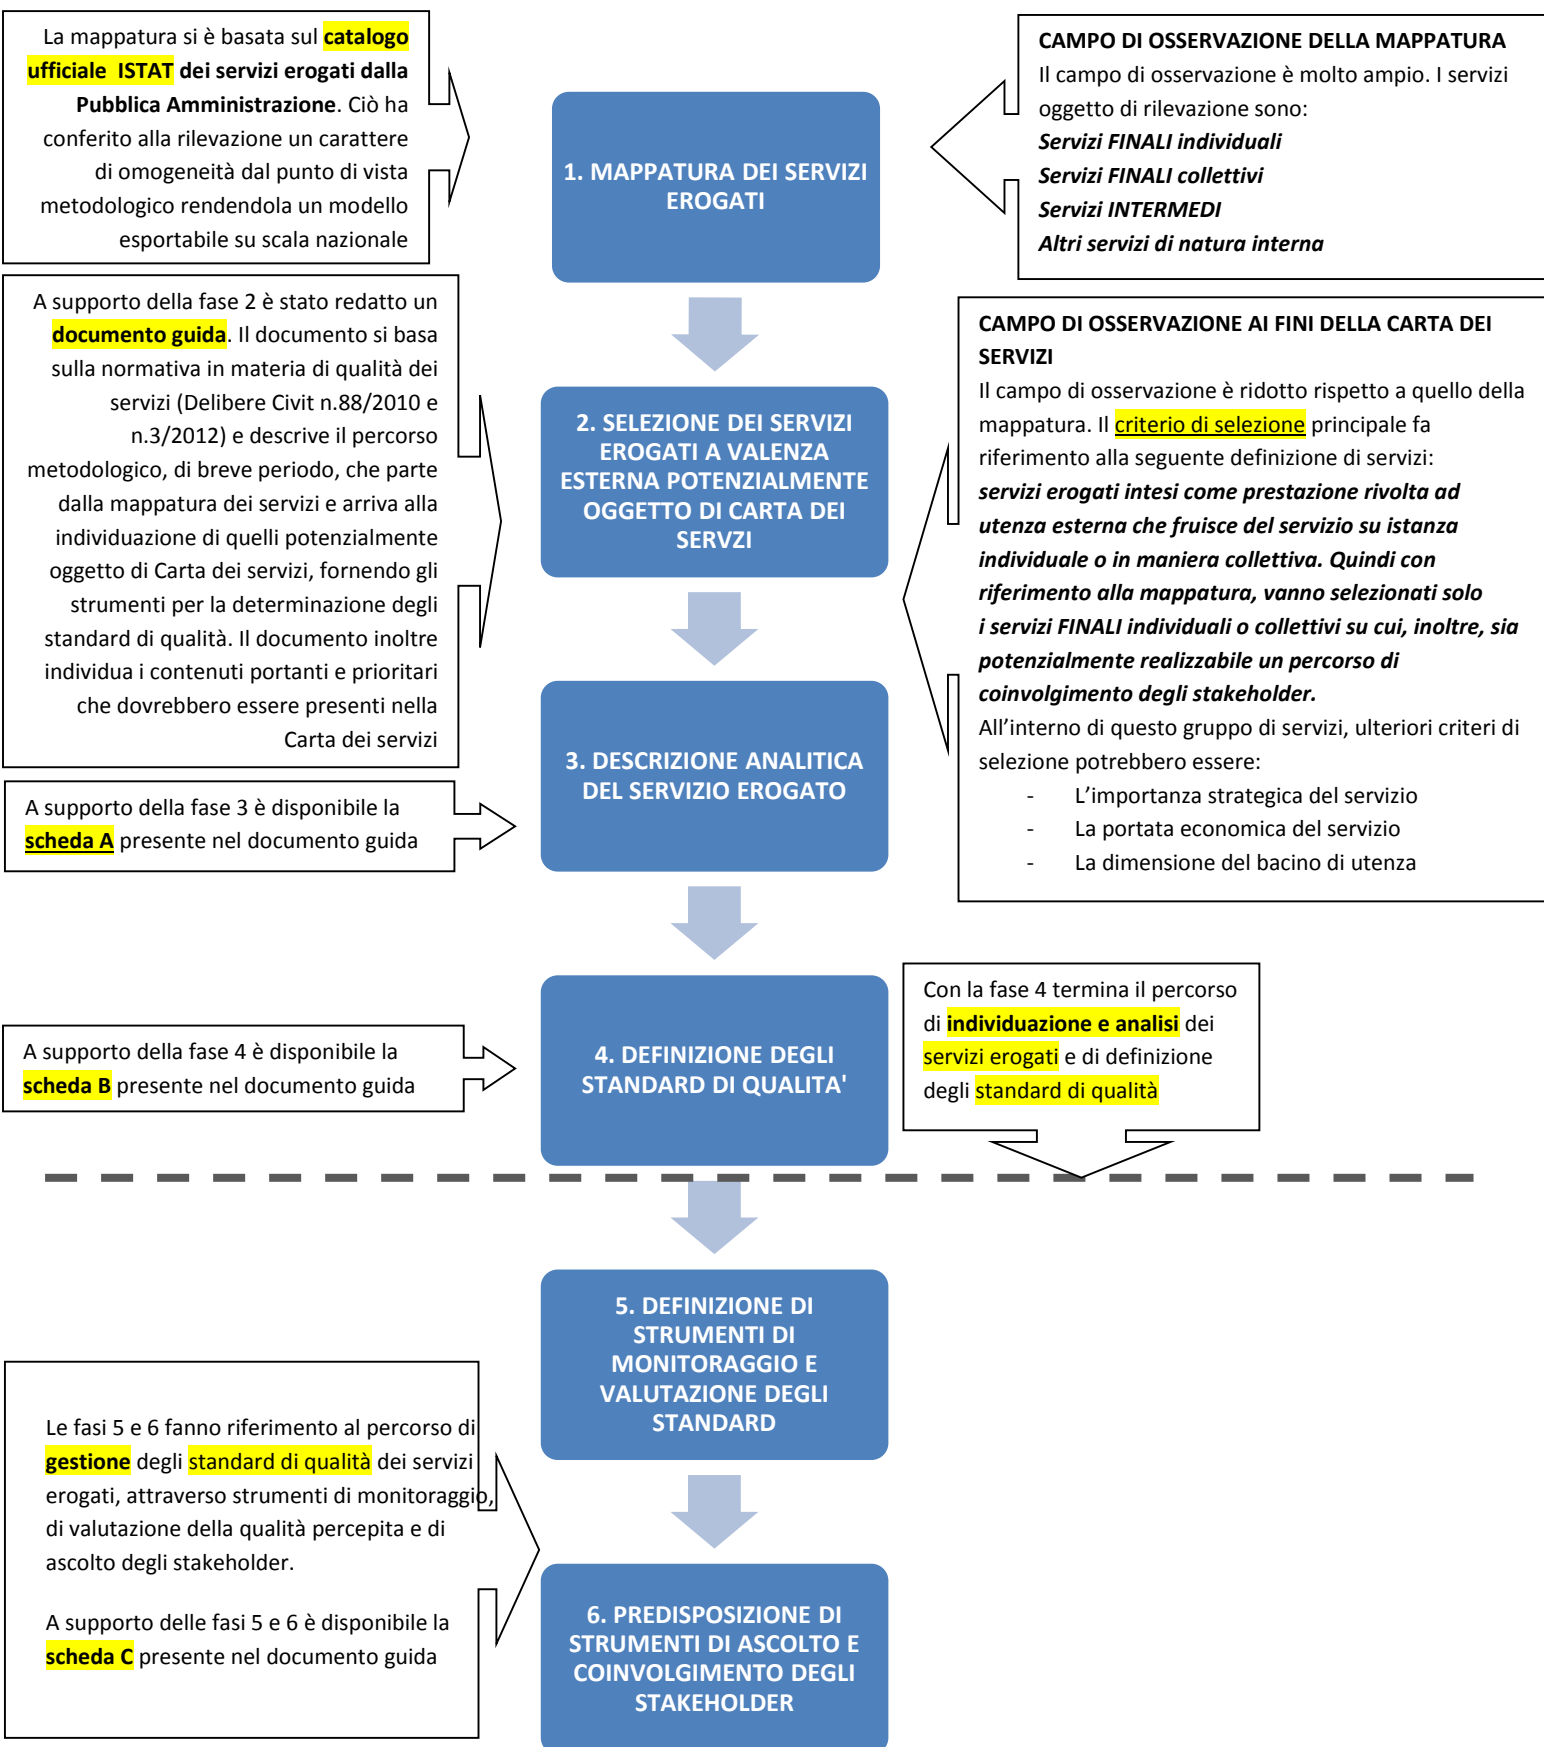 La mappatura si è basata sul catalogo
ufficiale ISTAT dei servizi erogati dalla
Pubblica Amministrazione. Ciò ha
conferito alla rilevazione un carattere
di omogeneità dal punto di vista
metodologico rendendola un modello
esportabile su scala nazionale
1. MAPPATURA DEI SERVIZI
EROGATI
CAMPO DI OSSERVAZIONE DELLA MAPPATURA
Il campo di osservazione è molto ampio. I servizi
oggetto di rilevazione sono:
Servizi FINALI individuali
Servizi FINALI collettivi
Servizi INTERMEDI
Altri servizi di natura interna
A supporto della fase 2 è stato redatto un
documento guida. Il documento si basa
sulla normativa in materia di qualità dei
servizi (Delibere Civit n.88/2010 e
n.3/2012) e descrive il percorso
metodologico, di breve periodo, che parte
dalla mappatura dei servizi e arriva alla
individuazione di quelli potenzialmente
oggetto di Carta dei servizi, fornendo gli
strumenti per la determinazione degli
standard di qualità. Il documento inoltre
individua i contenuti portanti e prioritari
che dovrebbero essere presenti nella
Carta dei servizi
2. SELEZIONE DEI SERVIZI
EROGATI A VALENZA
ESTERNA POTENZIALMENTE
OGGETTO DI CARTA DEI
SERVZI
CAMPO DI OSSERVAZIONE AI FINI DELLA CARTA DEI
SERVIZI
Il campo di osservazione è ridotto rispetto a quello della
mappatura. Il criterio di selezione principale fa
riferimento alla seguente definizione di servizi:
servizi erogati intesi come prestazione rivolta ad
utenza esterna che fruisce del servizio su istanza
individuale o in maniera collettiva. Quindi con
riferimento alla mappatura, vanno selezionati solo
i servizi FINALI individuali o collettivi su cui, inoltre, sia
potenzialmente realizzabile un percorso di
coinvolgimento degli stakeholder.
All'interno di questo gruppo di servizi, ulteriori criteri di
selezione potrebbero essere:
- L'importanza strategica del servizio
- La portata economica del servizio
- La dimensione del bacino di utenza
A supporto della fase 3 è disponibile la
scheda A presente nel documento guida
3. DESCRIZIONE ANALITICA
DEL SERVIZIO EROGATO
A supporto della fase 4 è disponibile la
scheda B presente nel documento guida
4. DEFINIZIONE DEGLI
STANDARD DI QUALITA'
Con la fase 4 termina il percorso
di individuazione e analisi dei
servizi erogati e di definizione
degli standard di qualità
5. DEFINIZIONE DI
STRUMENTI DI
MONITORAGGIO E
VALUTAZIONE DEGLI
STANDARD
Le fasi 5 e 6 fanno riferimento al percorso di
gestione degli standard di qualità dei servizi
erogati, attraverso strumenti di monitoraggio,
di valutazione della qualità percepita e di
ascolto degli stakeholder.
A supporto delle fasi 5 e 6 è disponibile la
scheda C presente nel documento guida
6. PREDISPOSIZIONE DI
STRUMENTI DI ASCOLTO E
COINVOLGIMENTO DEGLI
STAKEHOLDER